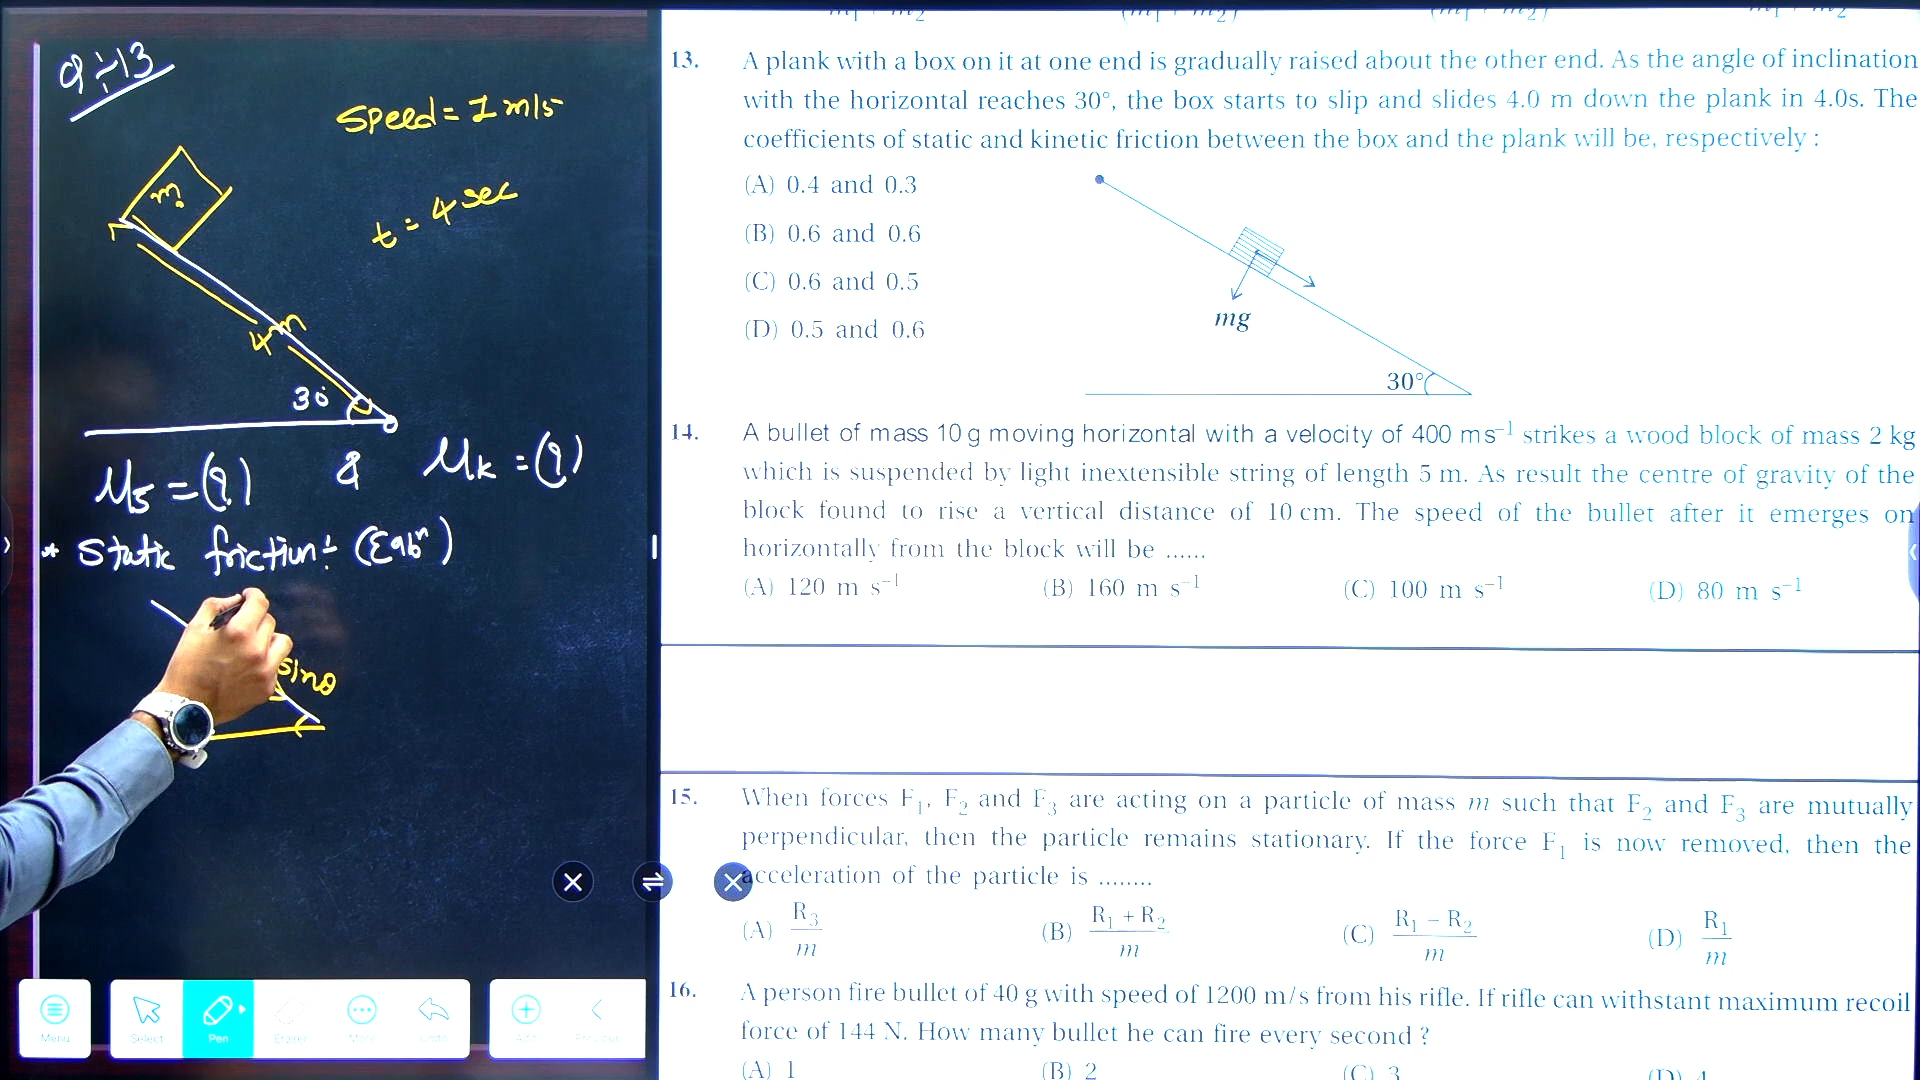 Q:-13
Speed = 1 m/s
t = 4 sec
m
4m
30°
μs = (?) & μk = (?)
* Static friction:- (Eqbⁿ)
sinθ
Menu
Select
Pen
Eraser
More
Undo
Add
Previous
13. A plank with a box on it at one end is gradually raised about the other end. As the angle of inclination
with the horizontal reaches 30°, the box starts to slip and slides 4.0 m down the plank in 4.0s. The
coefficients of static and kinetic friction between the box and the plank will be, respectively :
(A) 0.4 and 0.3
(B) 0.6 and 0.6
(C) 0.6 and 0.5
(D) 0.5 and 0.6
mg
30°
14. A bullet of mass 10 g moving horizontal with a velocity of 400 ms⁻¹ strikes a wood block of mass 2 kg
which is suspended by light inextensible string of length 5 m. As result the centre of gravity of the
block found to rise a vertical distance of 10 cm. The speed of the bullet after it emerges on
horizontally from the block will be ......
(A) 120 m s⁻¹ (B) 160 m s⁻¹ (C) 100 m s⁻¹ (D) 80 m s⁻¹
15. When forces F₁, F₂ and F₃ are acting on a particle of mass m such that F₂ and F₃ are mutually
perpendicular, then the particle remains stationary. If the force F₁ is now removed, then the
acceleration of the particle is ........
(A) R₃/m (B) R₁ + R₂/m (C) R₁ − R₂/m (D) R₁/m
16. A person fire bullet of 40 g with speed of 1200 m/s from his rifle. If rifle can withstant maximum recoil
force of 144 N. How many bullet he can fire every second ?
(A) 1 (B) 2 (C) 3 (D) 4